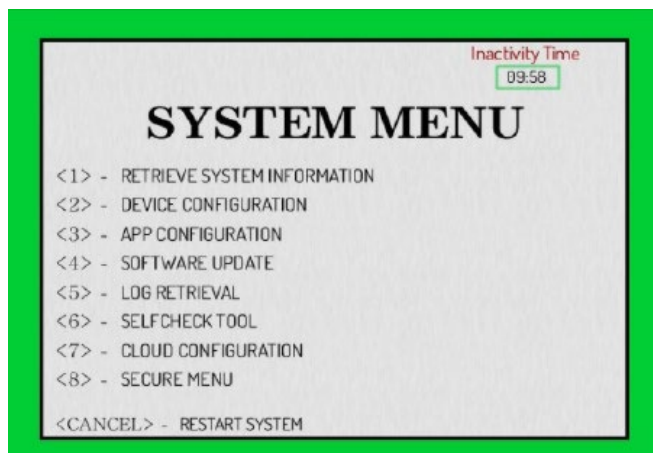 Inactivity Time
09:58
SYSTEM MENU
<1> - RETRIEVE SYSTEM INFORMATION
<2> - DEVICE CONFIGURATION
<3> - APP CONFIGURATION
<4> - SOFTWARE UPDATE
<5> - LOG RETRIEVAL
<6> - SELFCHECK TOOL
<7> - CLOUD CONFIGURATION
<8> - SECURE MENU
<CANCEL> - RESTART SYSTEM